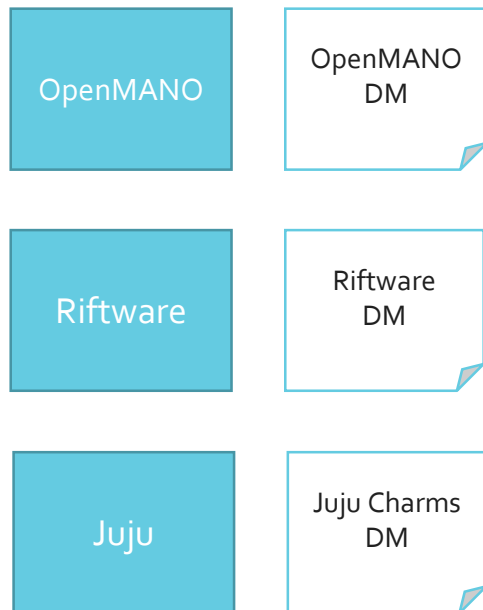 OpenMANO
OpenMANO
DM
Riftware
Riftware
DM
Juju
Juju Charms
DM